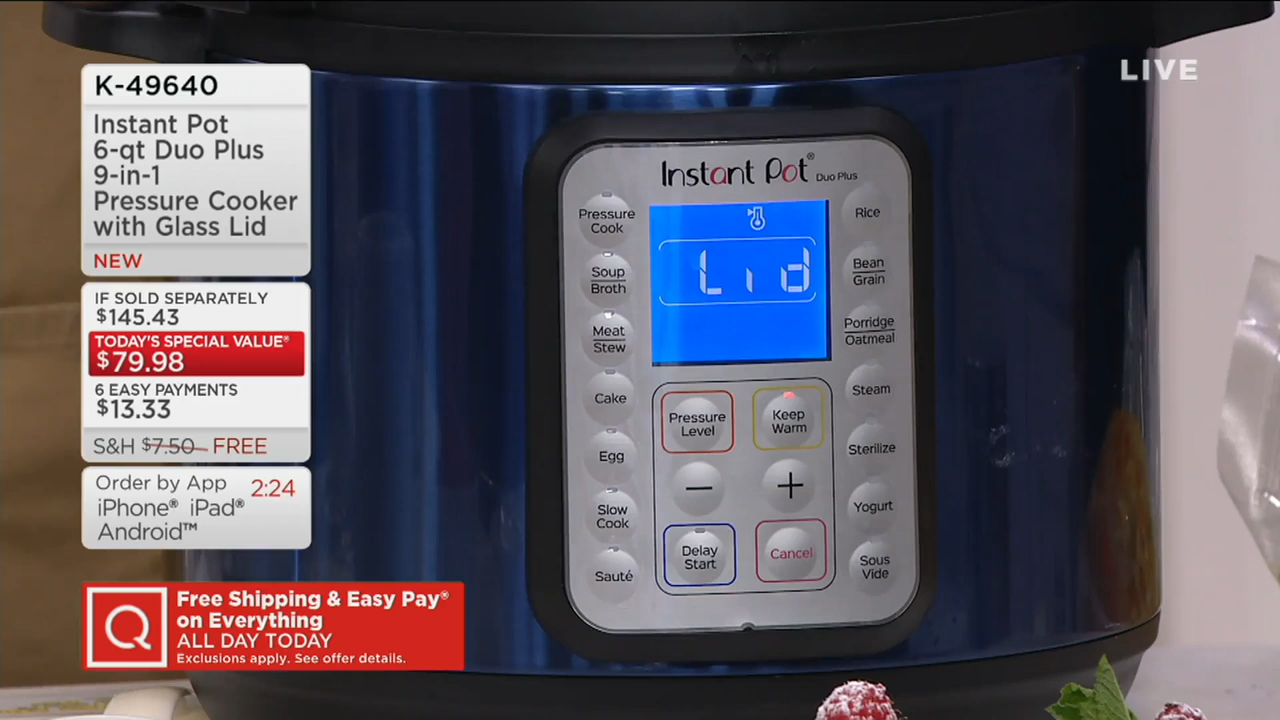 LIVE
K-49640
Instant Pot
6-qt Duo Plus
9-in-1
Pressure Cooker
with Glass Lid
NEW
IF SOLD SEPARATELY
$145.43
TODAY'S SPECIAL VALUE®
$79.98
6 EASY PAYMENTS
$13.33
S&H $7.50 FREE
Order by App 2:24
iPhone® iPad®
Android™
Q
Free Shipping & Easy Pay®
on Everything
ALL DAY TODAY
Exclusions apply. See offer details.
Instant Pot® Duo Plus
Lid
Pressure
Cook
Soup
Broth
Meat
Stew
Cake
Egg
Slow
Cook
Sauté
Pressure
Level
Keep
Warm
−
+
Delay
Start
Cancel
Rice
Bean
Grain
Porridge
Oatmeal
Steam
Sterilize
Yogurt
Sous
Vide